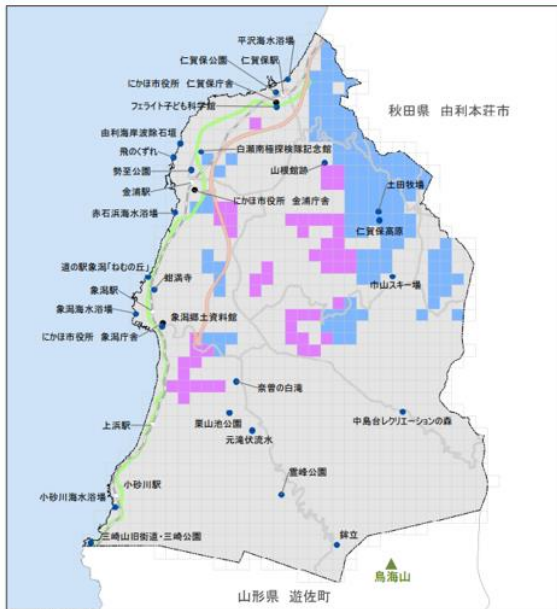 平沢海水浴場
仁賀保公園
仁賀保駅
にかほ市役所 仁賀保庁舎
フェライト子ども科学館
秋田県 由利本荘市
由利海岸波除石垣
白瀬南極探検隊記念館
飛のくずれ
勢至公園
山根館跡
金浦駅
土田牧場
にかほ市役所 金浦庁舎
赤石浜海水浴場
仁賀保高原
道の駅象潟「ねむの丘」
蚶満寺
巾山スキー場
象潟駅
象潟海水浴場
象潟郷土資料館
にかほ市役所 象潟庁舎
奈曽の白滝
栗山池公園
中島台レクリエーションの森
上浜駅
元滝伏流水
小砂川駅
雲峰公園
小砂川海水浴場
三崎山旧街道・三崎公園
鉾立
鳥海山
山形県 遊佐町